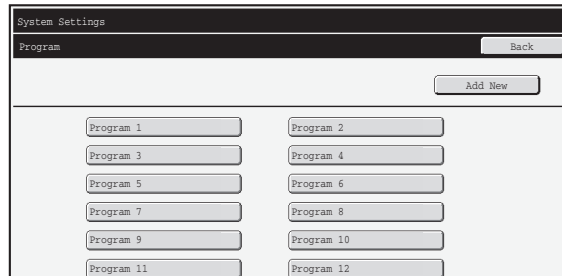 System Settings
Program Back
Add New
Program 1 Program 2
Program 3 Program 4
Program 5 Program 6
Program 7 Program 8
Program 9 Program 10
Program 11 Program 12